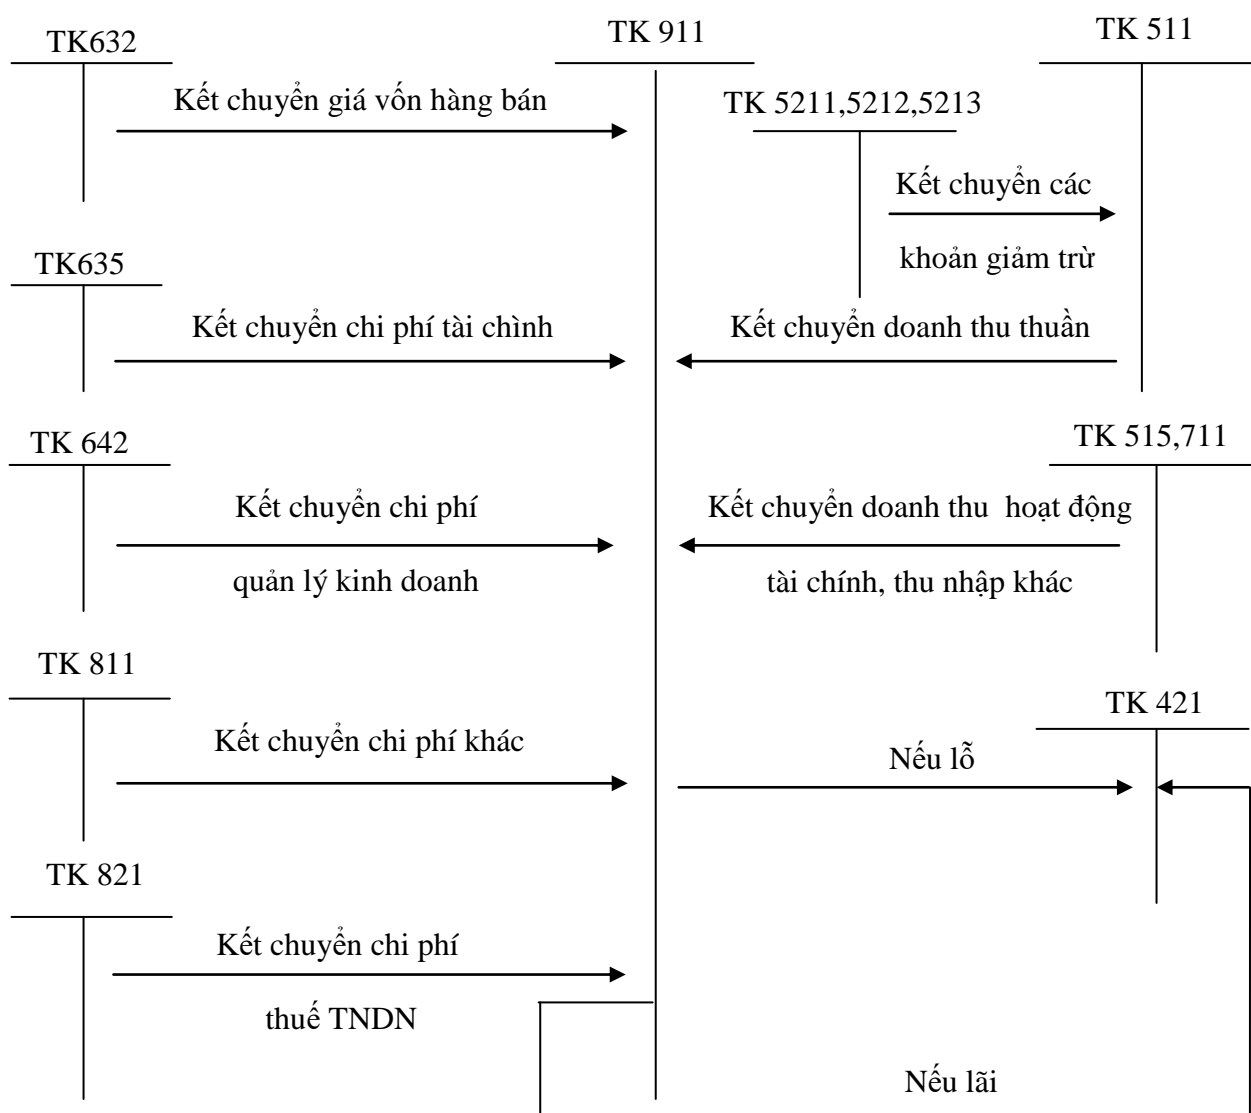 TK632
TK 911
TK 511
Kết chuyển giá vốn hàng bán
TK 5211,5212,5213
Kết chuyển các
khoản giảm trừ
TK635
Kết chuyển chi phí tài chình
Kết chuyển doanh thu thuần
TK 642
TK 515,711
Kết chuyển chi phí
quản lý kinh doanh
Kết chuyển doanh thu hoạt động
tài chính, thu nhập khác
TK 811
TK 421
Kết chuyển chi phí khác
Nếu lỗ
TK 821
Kết chuyển chi phí
thuế TNDN
Nếu lãi